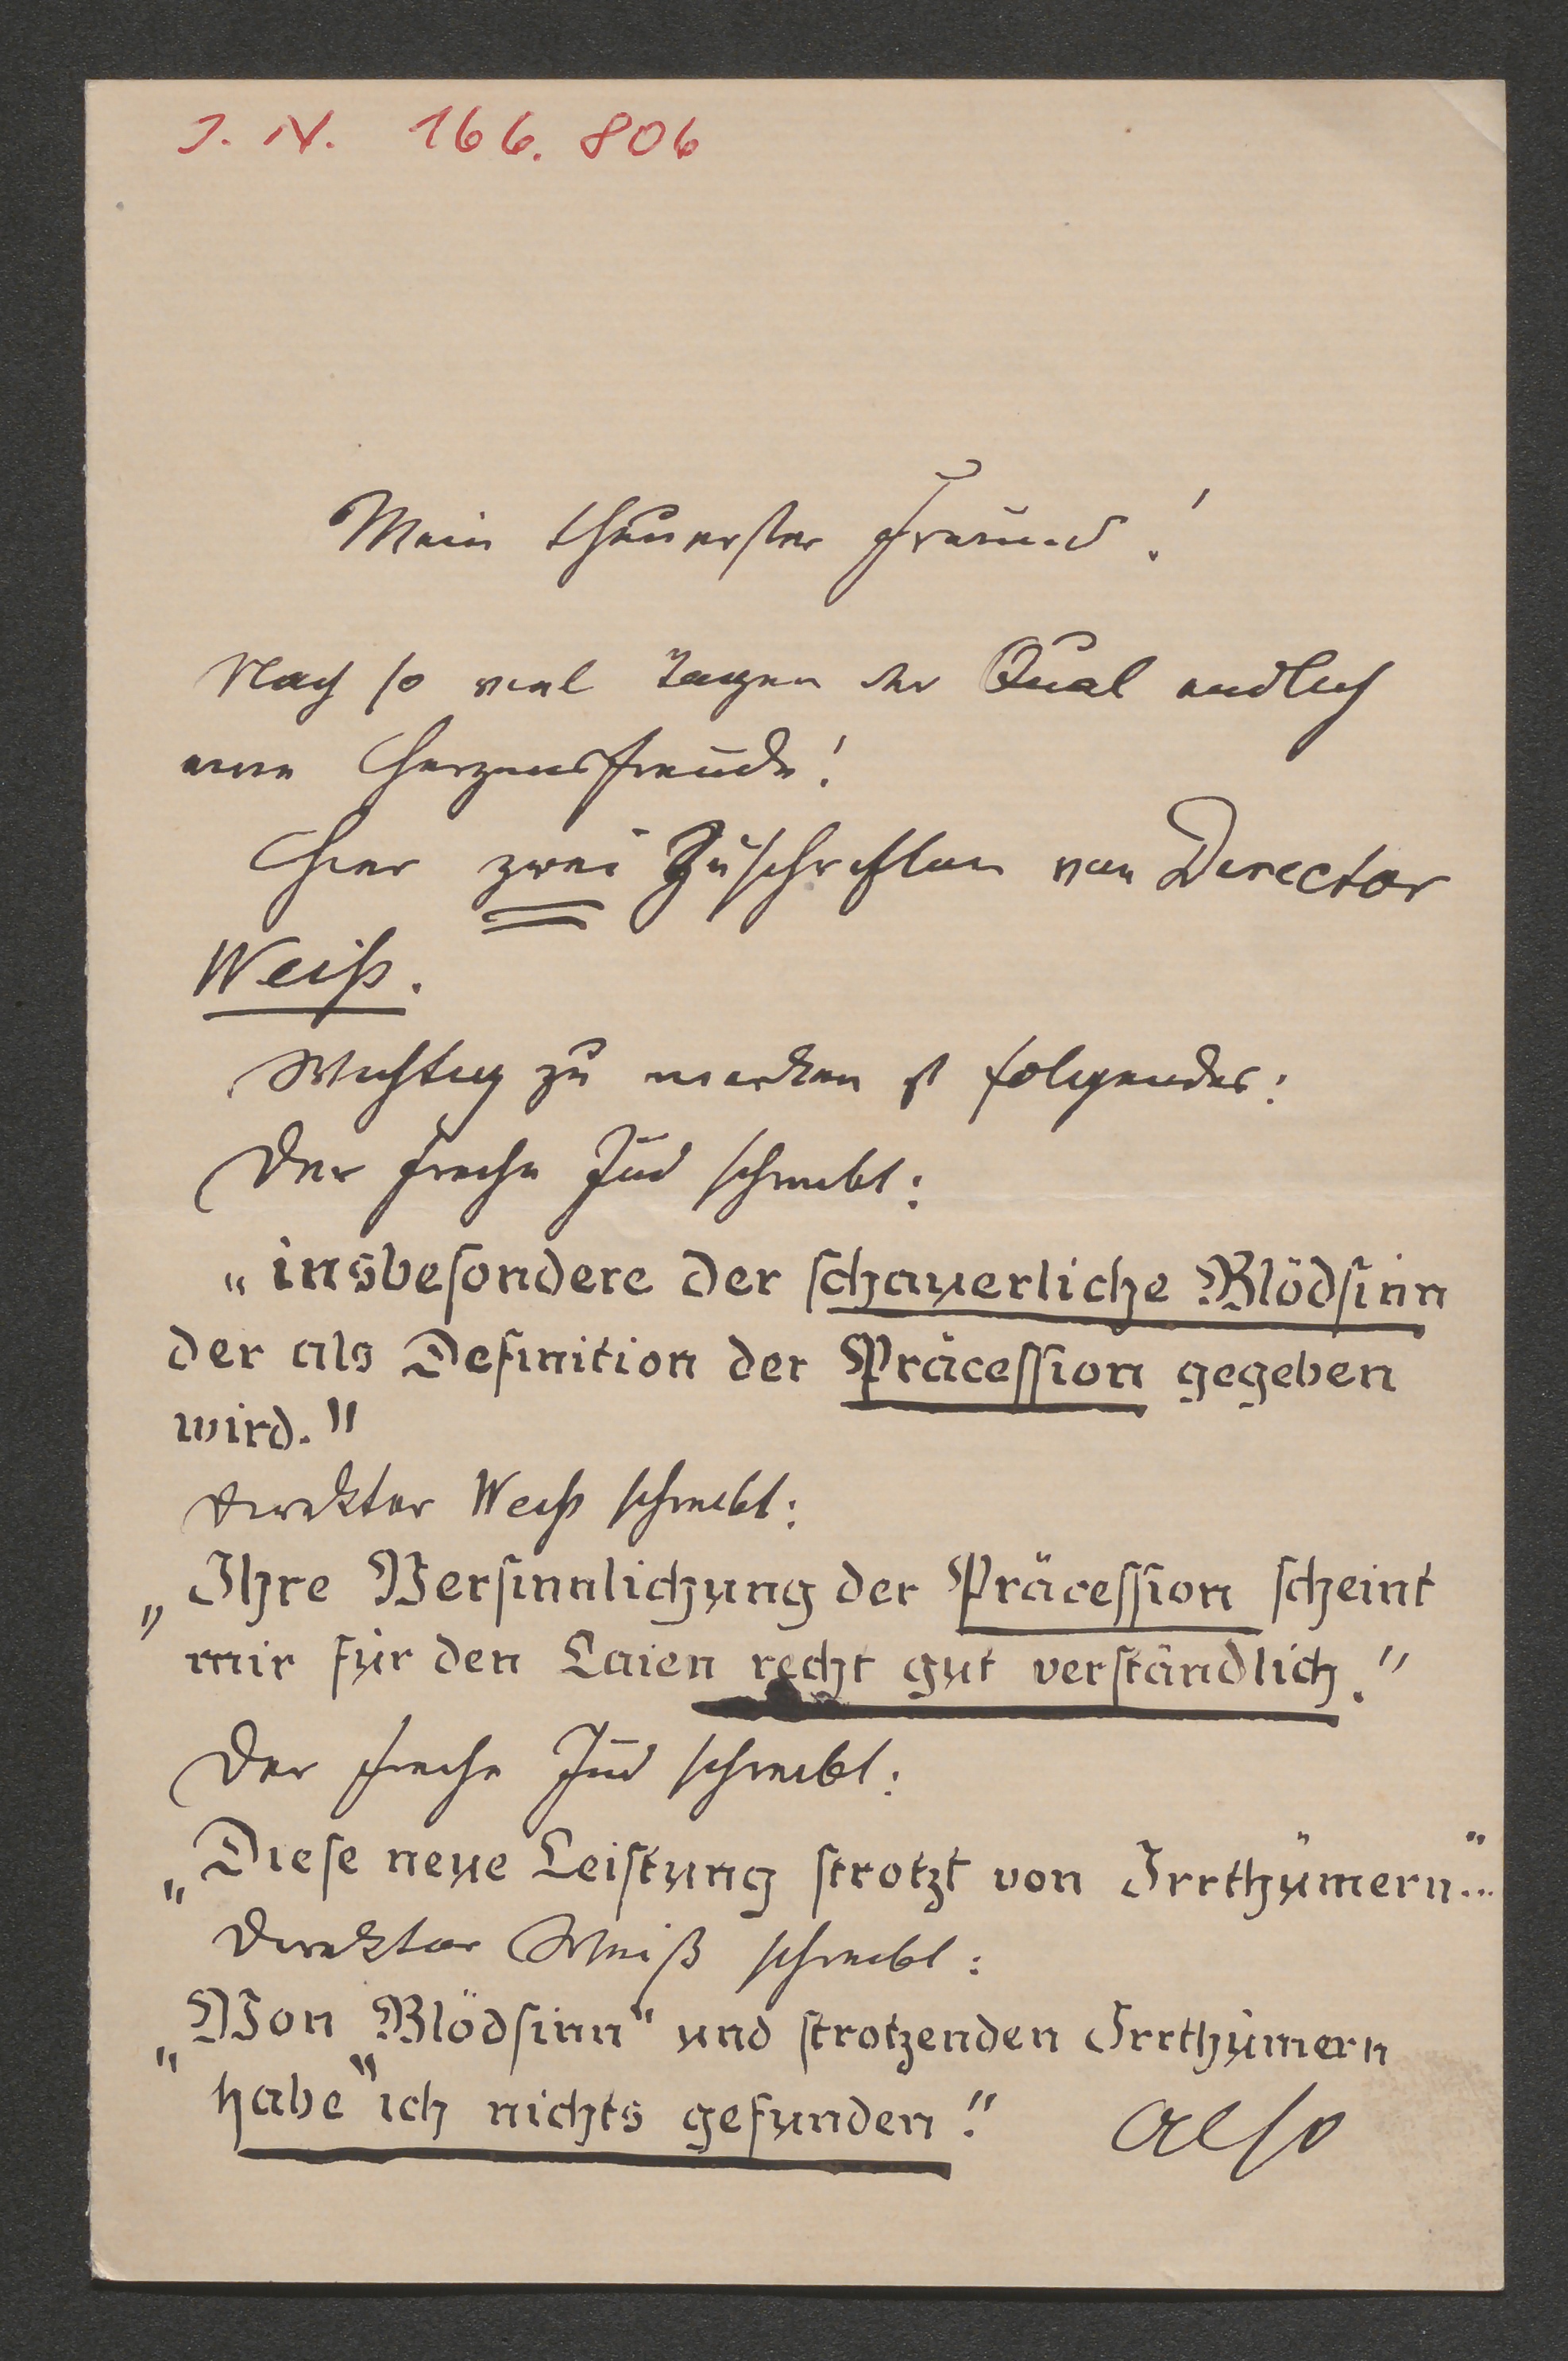 I. N. 166.806
Mein theuerster Freund!
Nach so viel Tagen der Qual endlich
eine Herzensfreude!
Hier zwei Zuschriften von Director
Weiß.
Wichtig zu merken ist folgendes:
Der freche Jud schreibt:
„insbesondere der schauerliche Blödsinn
der als Definition der Präcession gegeben
wird."
Direktor Weiß schreibt:
„Ihre Versinnlichung der Präcession scheint
mir für den Laien recht gut verständlich."
Der freche Jud schreibt:
„Diese neue Leistung strotzt von Irrthümern"...
Direktor Weiß schreibt:
„Von Blödsinn" und strotzenden Irrthümern
habe" ich nichts gefunden." Also